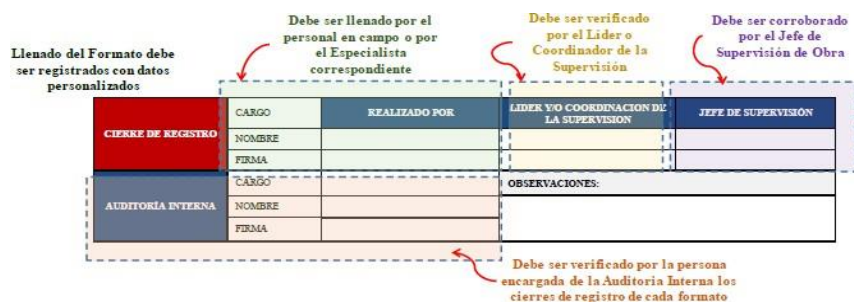 Debe ser llenado por el
personal en campo o por
el Especialista
correspondiente
Debe ser verificado
por el Líder o
Coordinador de la
Supervisión
Debe ser corroborado
por el Jefe de
Supervisión de Obra
Llenado del Formato debe
ser registrados con datos
personalizados
CIERRE DE REGISTRO
CARGO
REALIZADO POR
LIDER Y/O COORDINACION DE
LA SUPERVISION
JEFE DE SUPERVISIÓN
NOMBRE
FIRMA
AUDITORÍA INTERNA
CARGO
OBSERVACIONES:
NOMBRE
FIRMA
Debe ser verificado por la persona
encargada de la Auditoria Interna los
cierres de registro de cada formato